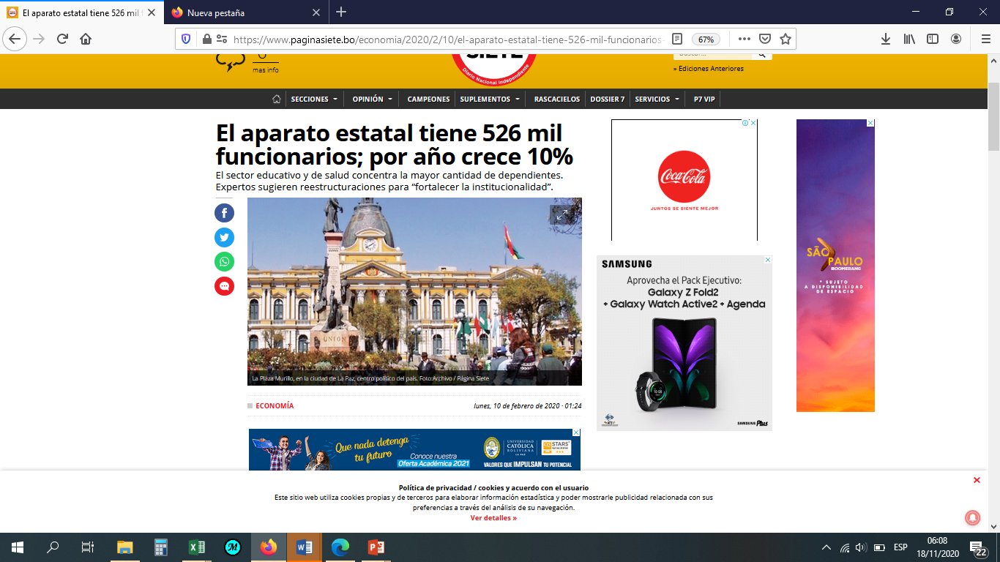 El aparato estatal tiene 526 mil f
Nueva pestaña
https://www.paginasiete.bo/economia/2020/2/10/el-aparato-estatal-tiene-526-mil-funcionarios-
67%
mas info
SIETE
Diario Nacional Independiente
Buscar...
» Ediciones Anteriores
SECCIONES OPINIÓN CAMPEONES SUPLEMENTOS RASCACIELOS DOSSIER 7 SERVICIOS P7 VIP
El aparato estatal tiene 526 mil
funcionarios; por año crece 10%
El sector educativo y de salud concentra la mayor cantidad de dependientes.
Expertos sugieren reestructuraciones para “fortalecer la institucionalidad”.
UNION
La Plaza Murillo, en la ciudad de La Paz, centro político del país. Foto:Archivo / Página Siete
ECONOMÍA
lunes, 10 de febrero de 2020 · 01:24
Que nada detenga
tu futuro
Conoce nuestra
Oferta Académica 2021
UNIVERSIDAD
CATÓLICA
BOLIVIANA
LA PAZ
QS STARS
VALORES QUE IMPULSAN TU POTENCIAL
Coca-Cola
JUNTOS SE SIENTE MEJOR
SAMSUNG
Aprovecha el Pack Ejecutivo:
Galaxy Z Fold2
+ Galaxy Watch Active2 + Agenda
10:08
SAMSUNG Plus
SÃO
PAULO
BOOMERANG
* SUJETO
A DISPONIBILIDAD
DE ESPACIO
Política de privacidad / cookies y acuerdo con el usuario
Este sitio web utiliza cookies propias y de terceros para elaborar información estadística y poder mostrarle publicidad relacionada con sus
preferencias a través del análisis de su navegación.
Ver detalles »
ESP
06:08
18/11/2020
22